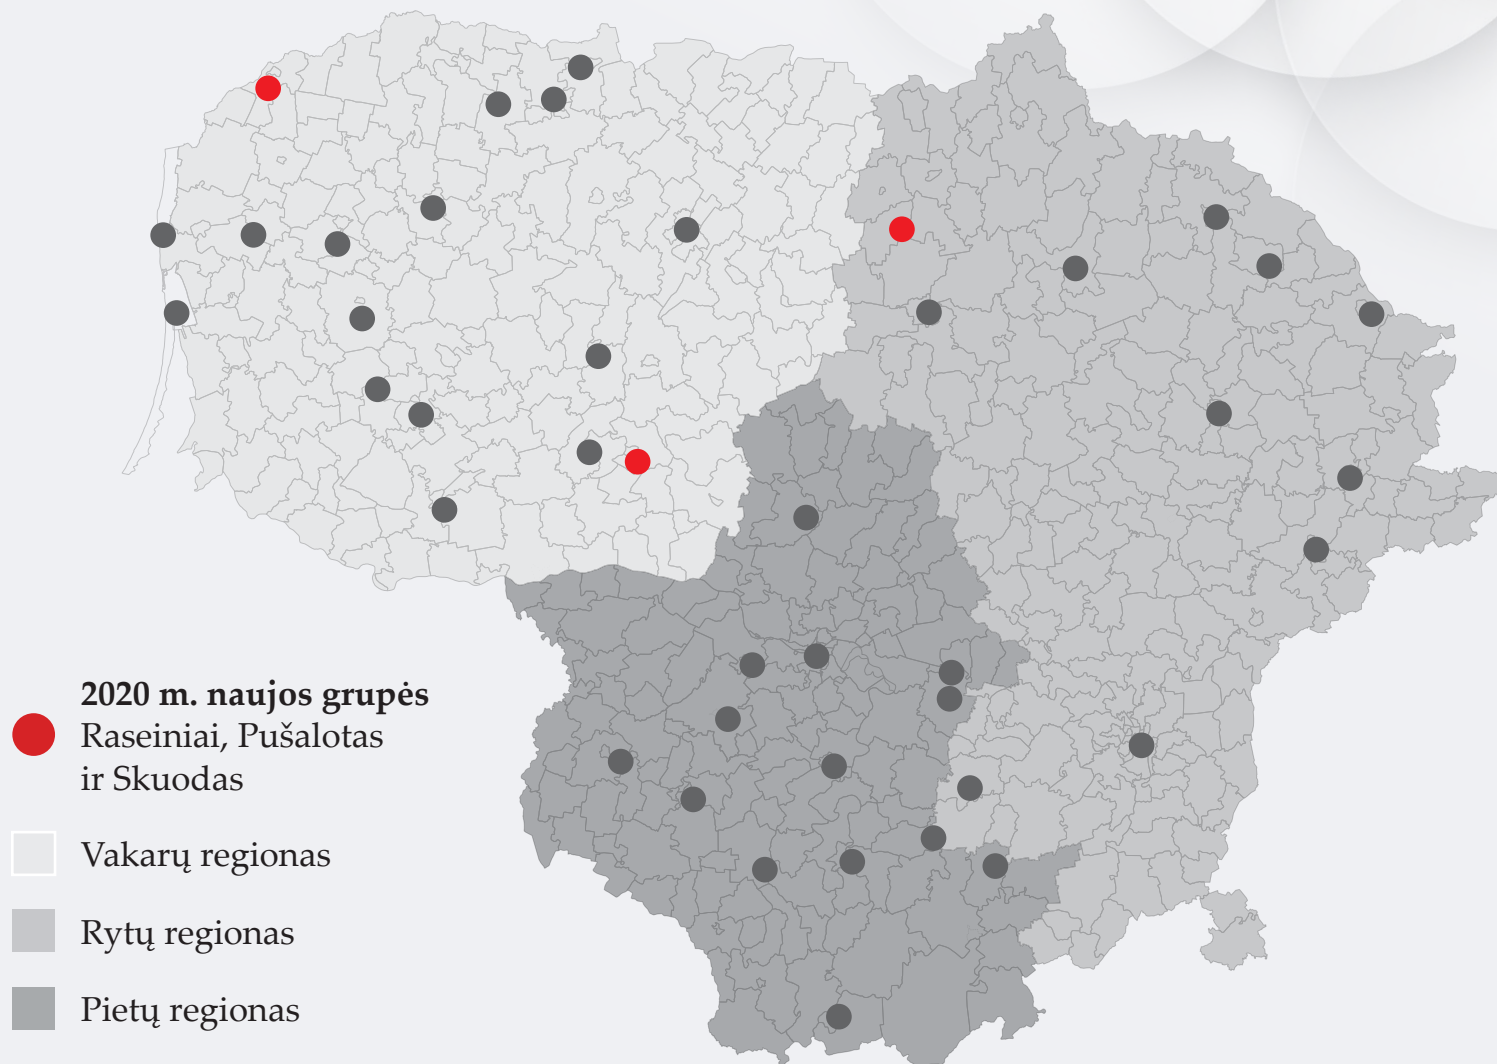 2020 m. naujos grupės
Raseiniai, Pušalotas
ir Skuodas
Vakarų regionas
Rytų regionas
Pietų regionas